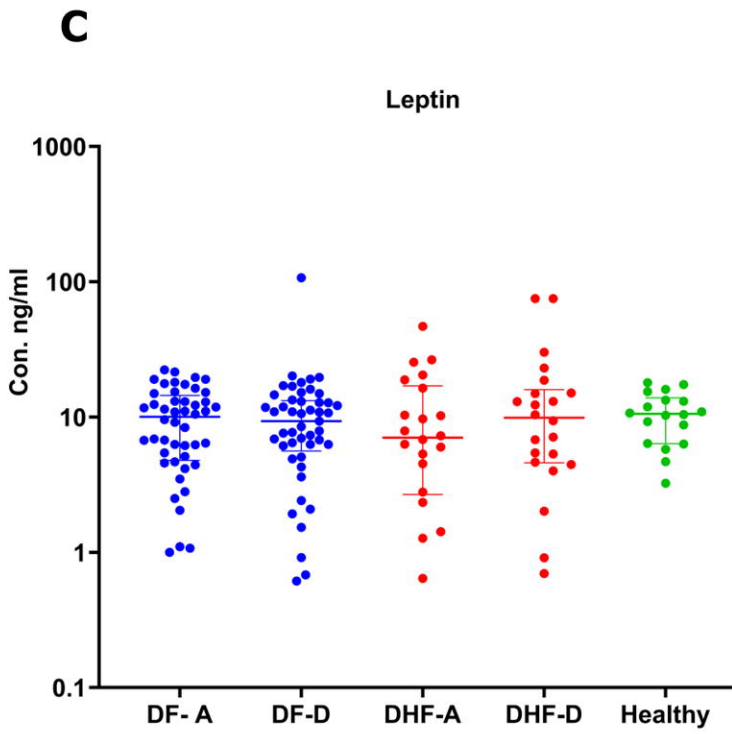 C
Leptin
Con. ng/ml
1000
100
10
1
0.1
DF- A DF-D DHF-A DHF-D Healthy